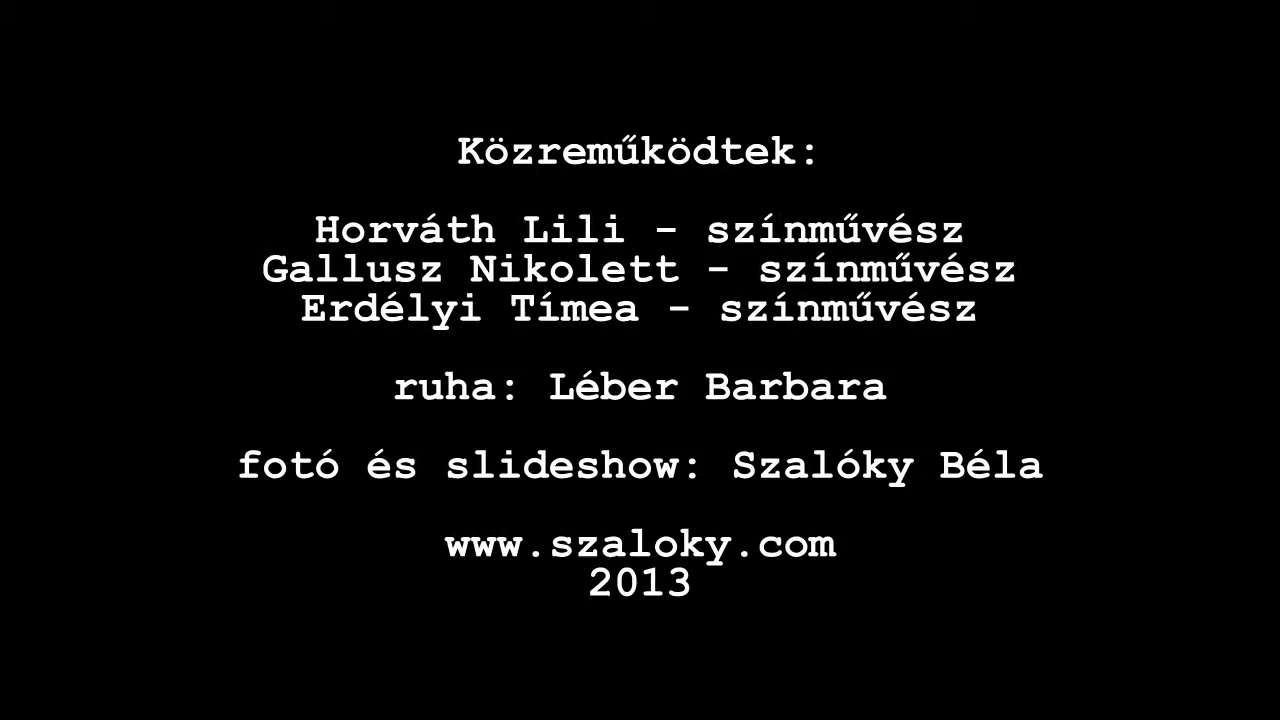 Közreműködtek:
Horváth Lili - színművész
Gallusz Nikolett - színművész
Erdélyi Tímea - színművész
ruha: Léber Barbara
fotó és slideshow: Szalóky Béla
www.szaloky.com
2013